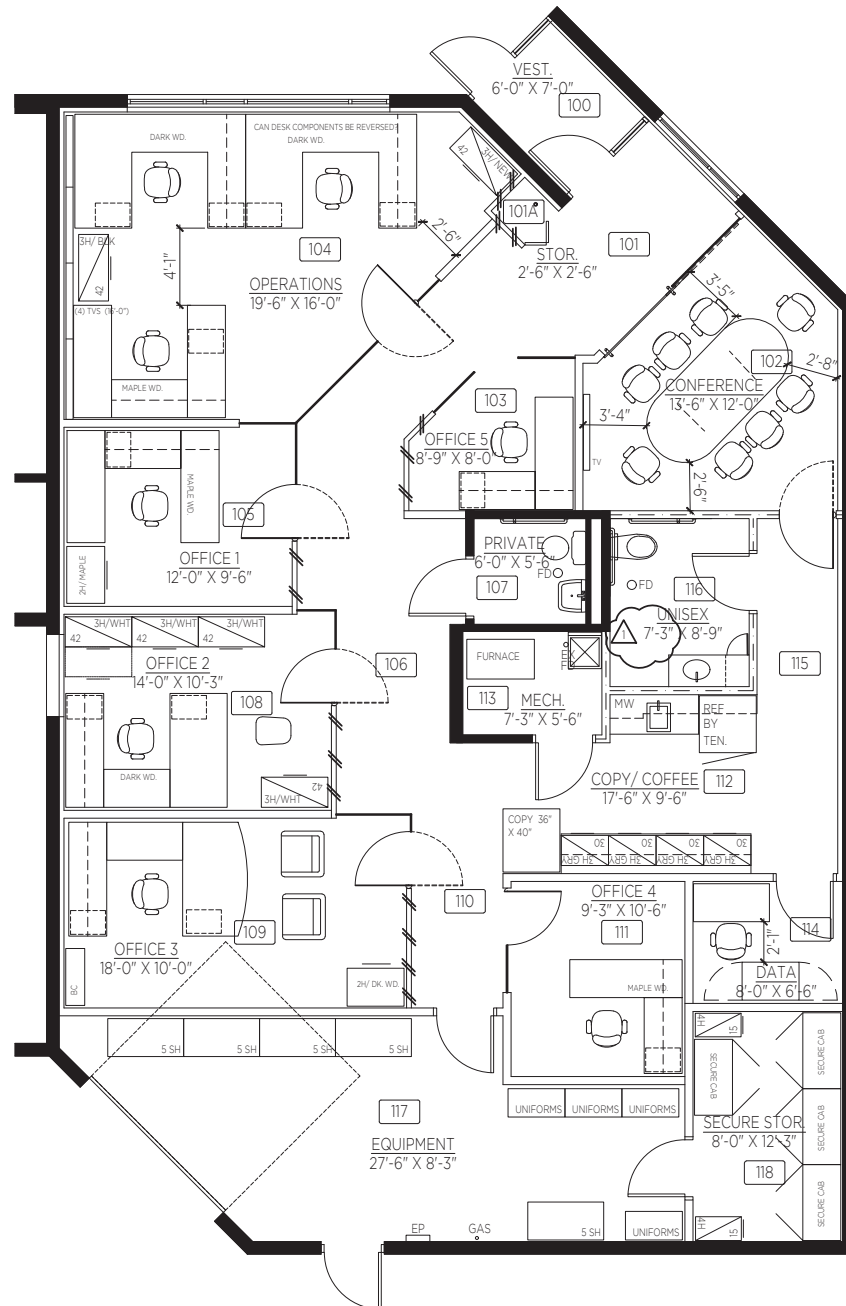 VEST.
6'-0" X 7'-0"
100
DARK WD.
CAN DESK COMPONENTS BE REVERSED?
DARK WD.
42
3H/NEW
101A
101
STOR.
2'-6" X 2'-6"
2'-6"
104
OPERATIONS
19'-6" X 16'-0"
3H/ BLK
42
4'-1"
(4) TVS (16'-0")
MAPLE WD.
3'-5"
102
2'-8"
CONFERENCE
13'-6" X 12'-0"
3'-4"
TV
2'-6"
103
OFFICE 5
8'-9" X 8'-0"
MAPLE WD.
105
OFFICE 1
12'-0" X 9'-6"
2H/ MAPLE
PRIVATE
6'-0" X 5'-6"
FD
107
FD
116
UNISEX
7'-3" X 8'-9"
1
3H/WHT
3H/WHT
3H/WHT
42
42
42
OFFICE 2
14'-0" X 10'-3"
108
106
DARK WD.
42
3H/WHT
FURNACE
113
MECH.
7'-3" X 5'-6"
115
MW
REF
BY
TEN.
COPY/ COFFEE
17'-6" X 9'-6"
112
COPY 36"
X 40"
30
30
30
30
3H GRY
3H GRY
3H GRY
3H GRY
OFFICE 3
18'-0" X 10'-0"
109
BC
2H/ DK. WD.
110
OFFICE 4
9'-3" X 10'-6"
111
MAPLE WD.
114
2'-1"
DATA
8'-0" X 6'-6"
5 SH
5 SH
5 SH
5 SH
4H
15
SECURE CAB
SECURE CAB
SECURE CAB
SECURE CAB
117
EQUIPMENT
27'-6" X 8'-3"
UNIFORMS
UNIFORMS
UNIFORMS
SECURE STOR.
8'-0" X 12'-3"
118
4H
15
EP
GAS
5 SH
UNIFORMS